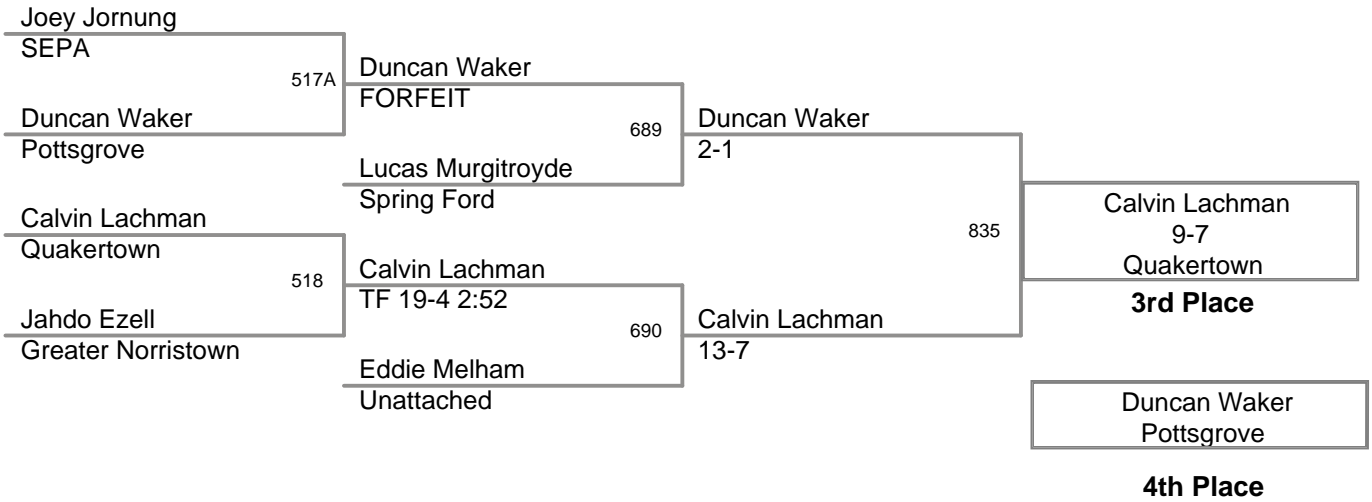 Joey Jornung
SEPA
517A
Duncan Waker
FORFEIT
Duncan Waker
Pottsgrove
689
Duncan Waker
2-1
Lucas Murgitroyde
Spring Ford
Calvin Lachman
Quakertown
835
Calvin Lachman
9-7
Quakertown
3rd Place
518
Calvin Lachman
TF 19-4 2:52
Jahdo Ezell
Greater Norristown
690
Calvin Lachman
13-7
Eddie Melham
Unattached
Duncan Waker
Pottsgrove
4th Place